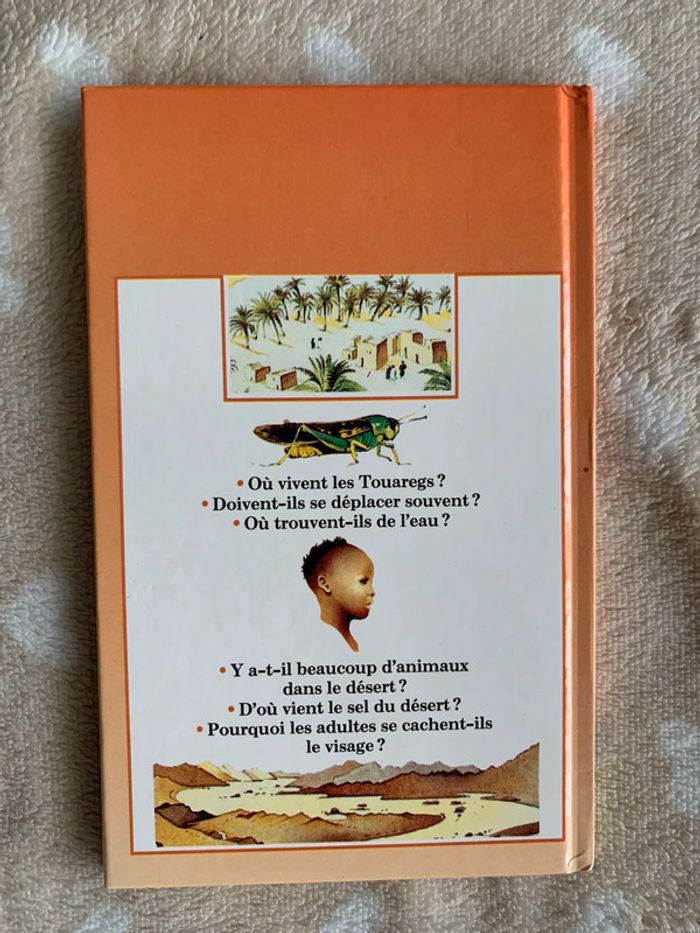 • Où vivent les Touaregs ?
• Doivent-ils se déplacer souvent ?
• Où trouvent-ils de l'eau ?
• Y a-t-il beaucoup d'animaux
dans le désert ?
• D'où vient le sel du désert ?
• Pourquoi les adultes se cachent-ils
le visage ?